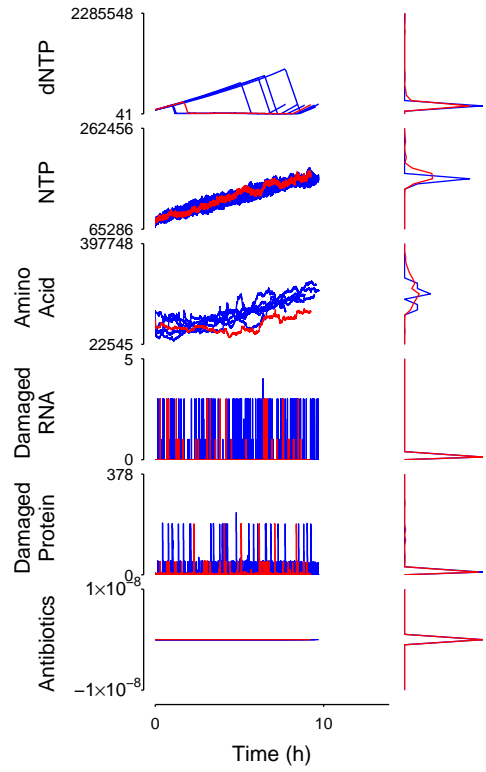 2285548
dNTP
41
262456
NTP
65286
397748
Amino
Acid
22545
5
Damaged
RNA
0
378
Damaged
Protein
0
1×10⁻⁸
Antibiotics
−1×10⁻⁸
0 10
Time (h)